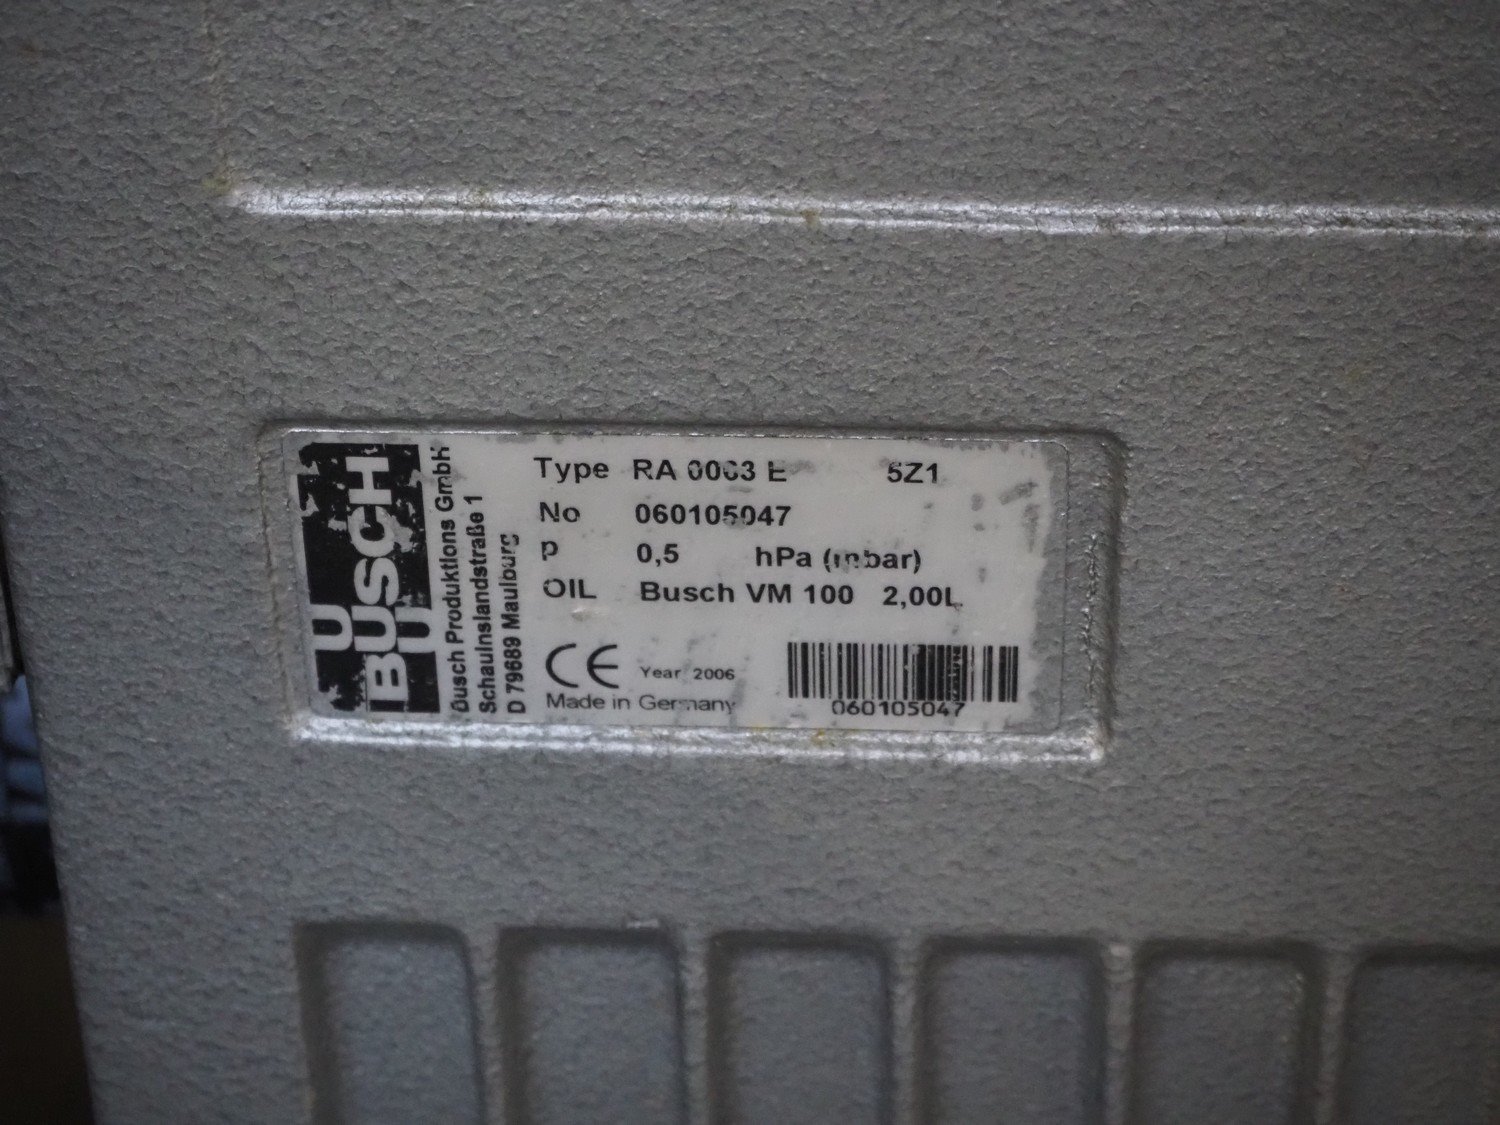 U
BUSCH
U
Busch Produktions GmbH
Schaulnslandstraße 1
D 79689 Maulburg
Type RA 0063 E 5Z1
No 060105047
P 0,5 hPa (mbar)
OIL Busch VM 100 2,00L
CE Year 2006
Made in Germany
060105047